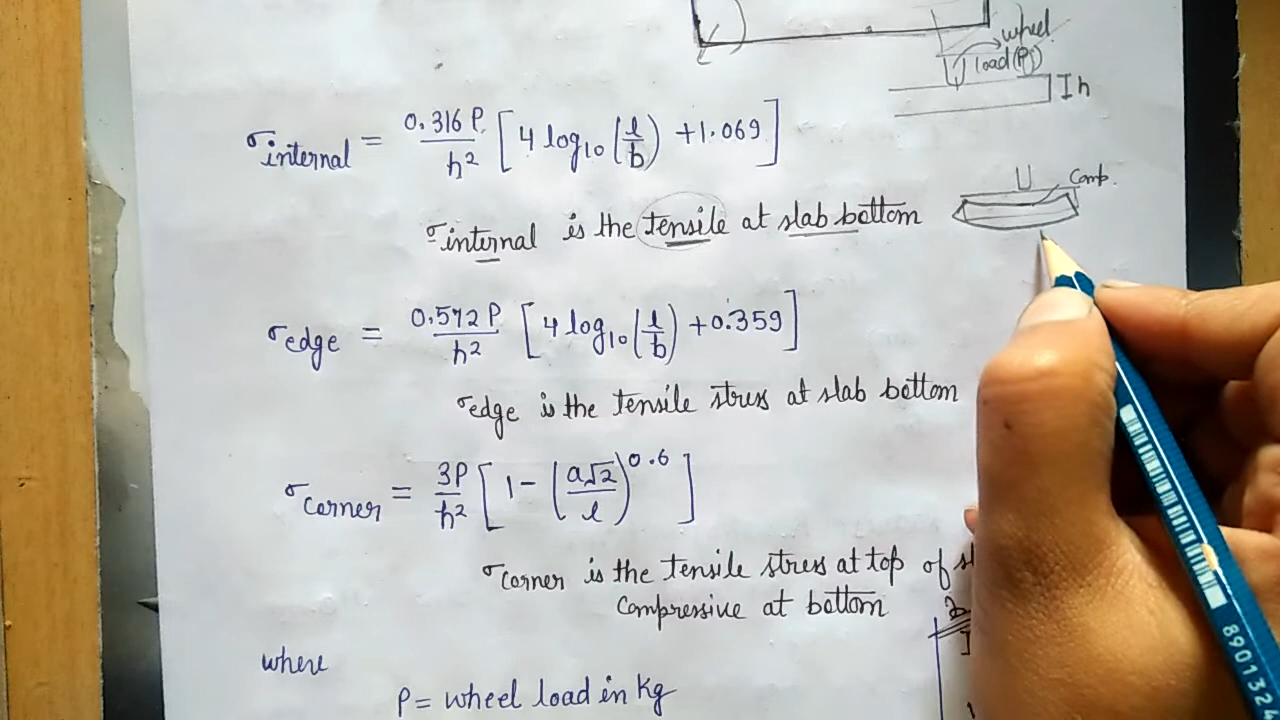 wheel
load(P)
h
σinternal = 0.316 P / h² [4 log10 (l/b) + 1.069]
Comp.
σinternal is the tensile at slab bottom
σedge = 0.572 P / h² [4 log10 (l/b) + 0.359]
σedge is the tensile stress at slab bottom
σcorner = 3P / h² [1 - (a√2 / l)^0.6]
σcorner is the tensile stress at top of
compressive at bottom
where
P = wheel load in Kg
8901324